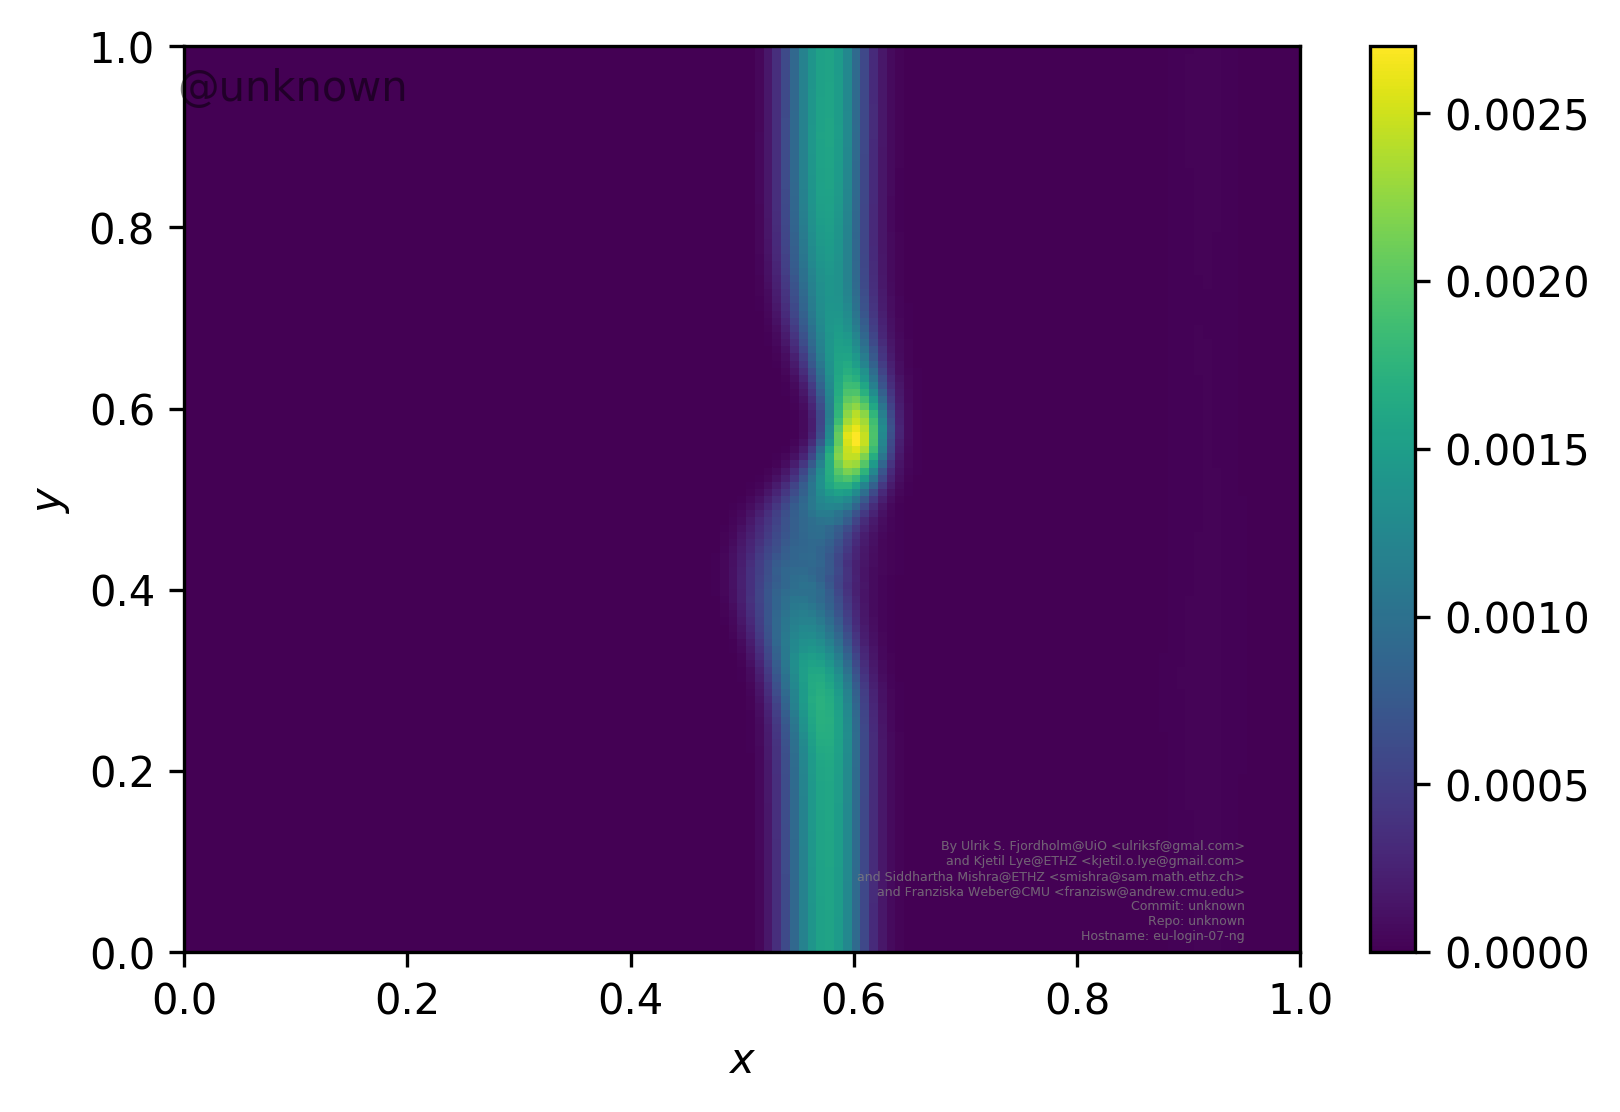 1.0
@unknown
0.8
0.6
0.4
0.2
0.0
y
0.0 0.2 0.4 0.6 0.8 1.0
x
0.0025
0.0020
0.0015
0.0010
0.0005
0.0000
By Ulrik S. Fjordholm@UiO <ulriksf@gmal.com>
and Kjetil Lye@ETHZ <kjetil.o.lye@gmail.com>
and Siddhartha Mishra@ETHZ <smishra@sam.math.ethz.ch>
and Franziska Weber@CMU <franzisw@andrew.cmu.edu>
Commit: unknown
Repo: unknown
Hostname: eu-login-07-ng